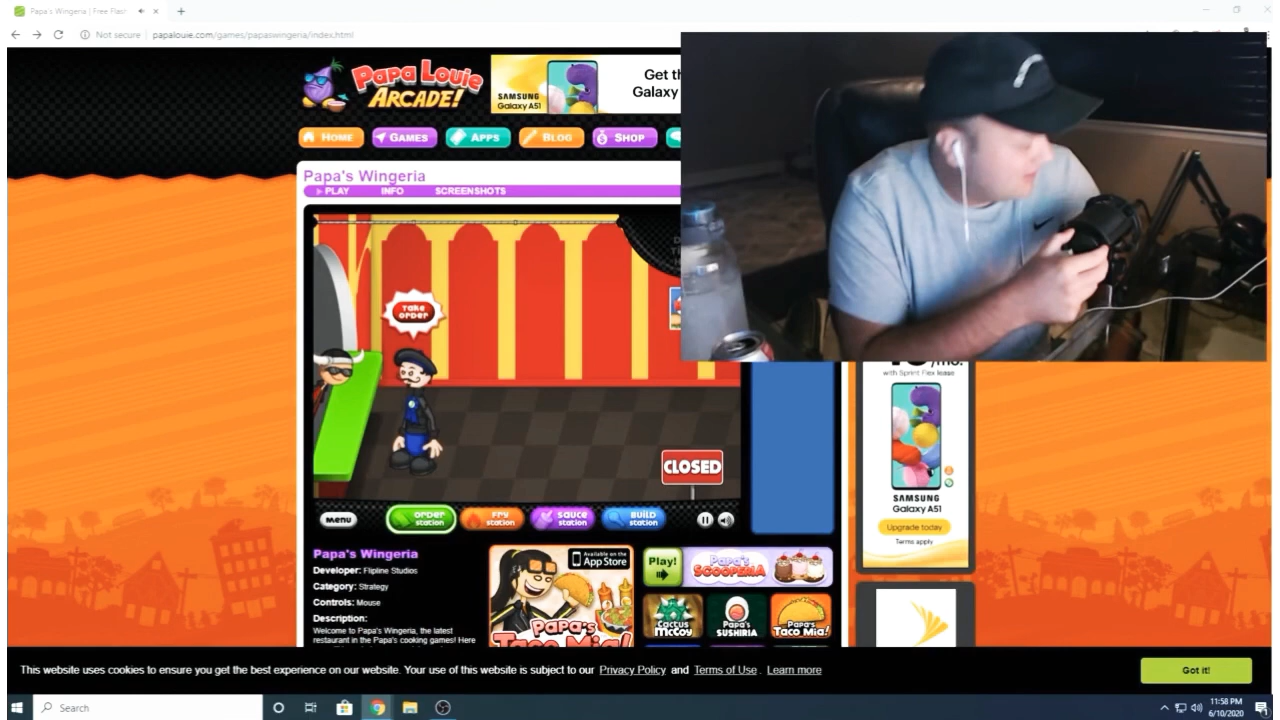 Papa's Wingeria | Free Flash
Not secure | papalouie.com/games/papaswingeria/index.html
PAPA LOUIE
ARCADE!
SAMSUNG
Galaxy A51
Get
Galaxy
HOME GAMES APPS BLOG SHOP
Papa's Wingeria
PLAY INFO SCREENSHOTS
TAKE
ORDER
CLOSED
MENU
ORDER
STATION
FRY
STATION
SAUCE
STATION
BUILD
STATION
with Sprint Flex lease
SAMSUNG
Galaxy A51
Upgrade today
Terms apply
Papa's Wingeria
Developer: Flipline Studios
Category: Strategy
Controls: Mouse
Description:
Welcome to Papa's Wingeria, the latest
restaurant in the Papa's cooking games! Here
Available on the
App Store
Papa's
Taco Mia!
Play!
Papa's
SCOOPERIA
CACTUS
McCOY
Papa's
SUSHIRIA
Papa's
TACO MIA!
This website uses cookies to ensure you get the best experience on our website. Your use of this website is subject to our Privacy Policy and Terms of Use. Learn more
Got it!
Search
11:58 PM
6/10/2020